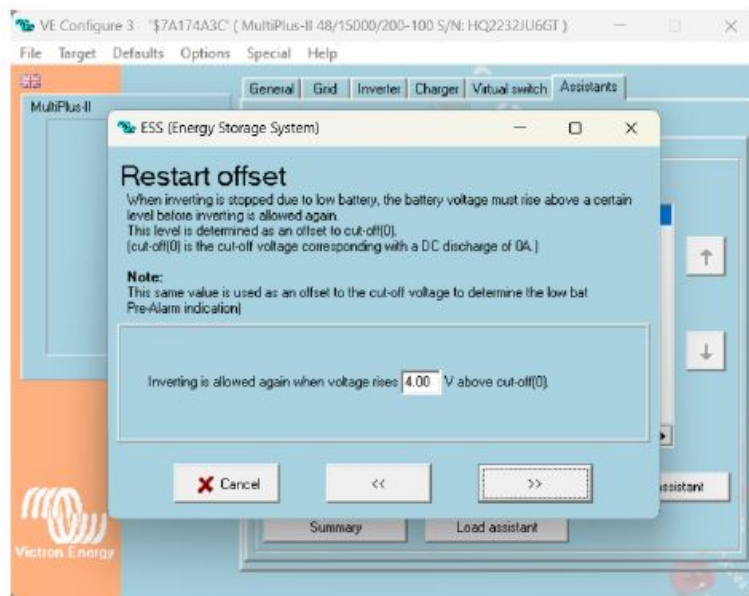 VE Configure 3 "$7A174A3C" ( MultiPlus-II 48/15000/200-100 S/N: HQ2232JU6GT )
File Target Defaults Options Special Help
General Grid Inverter Charger Virtual switch Assistants
MultiPlus-II
ESS (Energy Storage System)
Restart offset
When inverting is stopped due to low battery, the battery voltage must rise above a certain
level before inverting is allowed again.
This level is determined as an offset to cut-off(0).
(cut-off(0) is the cut-off voltage corresponding with a DC discharge of 0A.)
Note:
This same value is used as an offset to the cut-off voltage to determine the low bat
Pre-Alarm indication)
Inverting is allowed again when voltage rises 4.00 V above cut-off(0).
Cancel << >>
ssistant
Summary Load assistant
Victron Energy